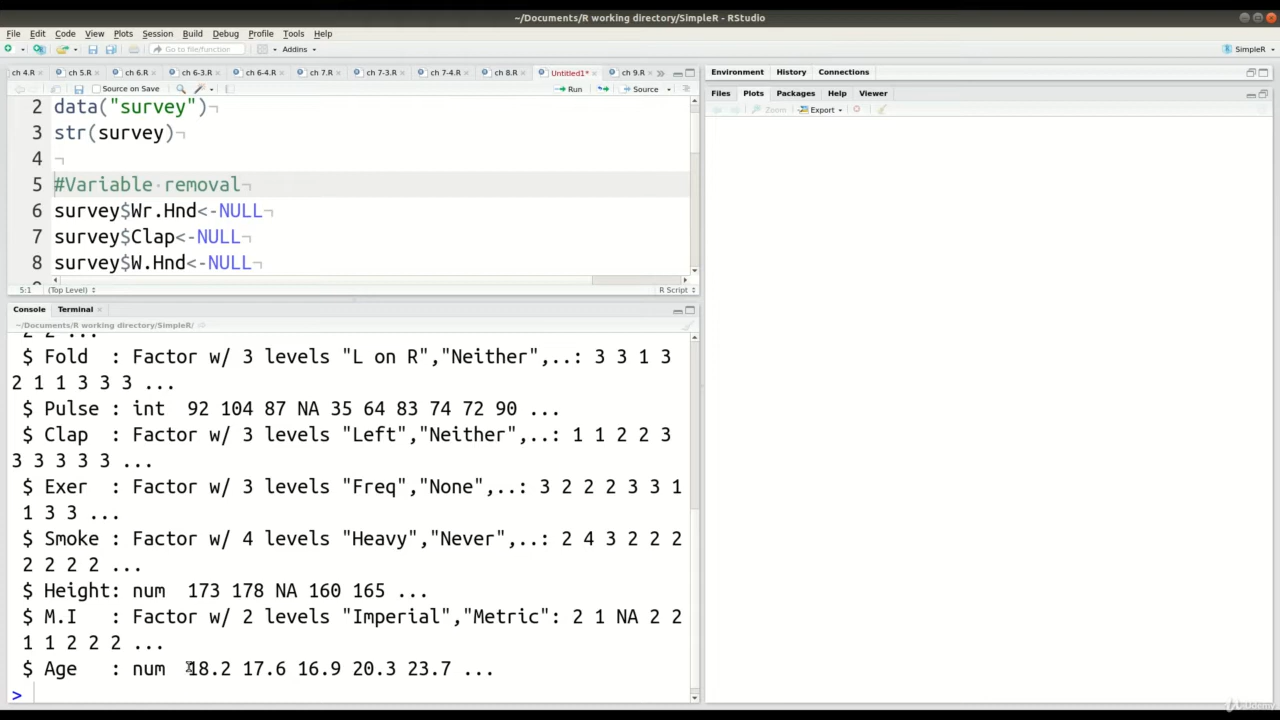 ~/Documents/R working directory/SimpleR - RStudio
File Edit Code View Plots Session Build Debug Profile Tools Help
Go to file/function Addins SimpleR
ch 4.R ch 5.R ch 6.R ch 6-3.R ch 6-4.R ch 7.R ch 7-3.R ch 7-4.R ch 8.R Untitled1* ch 9.R
Source on Save Run Source
2 data("survey")¬
3 str(survey)¬
4 ¬
5 #Variable·removal¬
6 survey$Wr.Hnd<-NULL¬
7 survey$Clap<-NULL¬
8 survey$W.Hnd<-NULL¬
5:1 (Top Level) R Script
Console Terminal
~/Documents/R working directory/SimpleR/
2 2 ...
$ Fold : Factor w/ 3 levels "L on R","Neither",..: 3 3 1 3
2 1 1 3 3 3 ...
$ Pulse : int 92 104 87 NA 35 64 83 74 72 90 ...
$ Clap : Factor w/ 3 levels "Left","Neither",..: 1 1 2 2 3
3 3 3 3 3 ...
$ Exer : Factor w/ 3 levels "Freq","None",..: 3 2 2 2 3 3 1
1 3 3 ...
$ Smoke : Factor w/ 4 levels "Heavy","Never",..: 2 4 3 2 2 2
2 2 2 2 ...
$ Height: num 173 178 NA 160 165 ...
$ M.I : Factor w/ 2 levels "Imperial","Metric": 2 1 NA 2 2
1 1 2 2 2 ...
$ Age : num 18.2 17.6 16.9 20.3 23.7 ...
>
Environment History Connections
Files Plots Packages Help Viewer
Zoom Export
Udemy